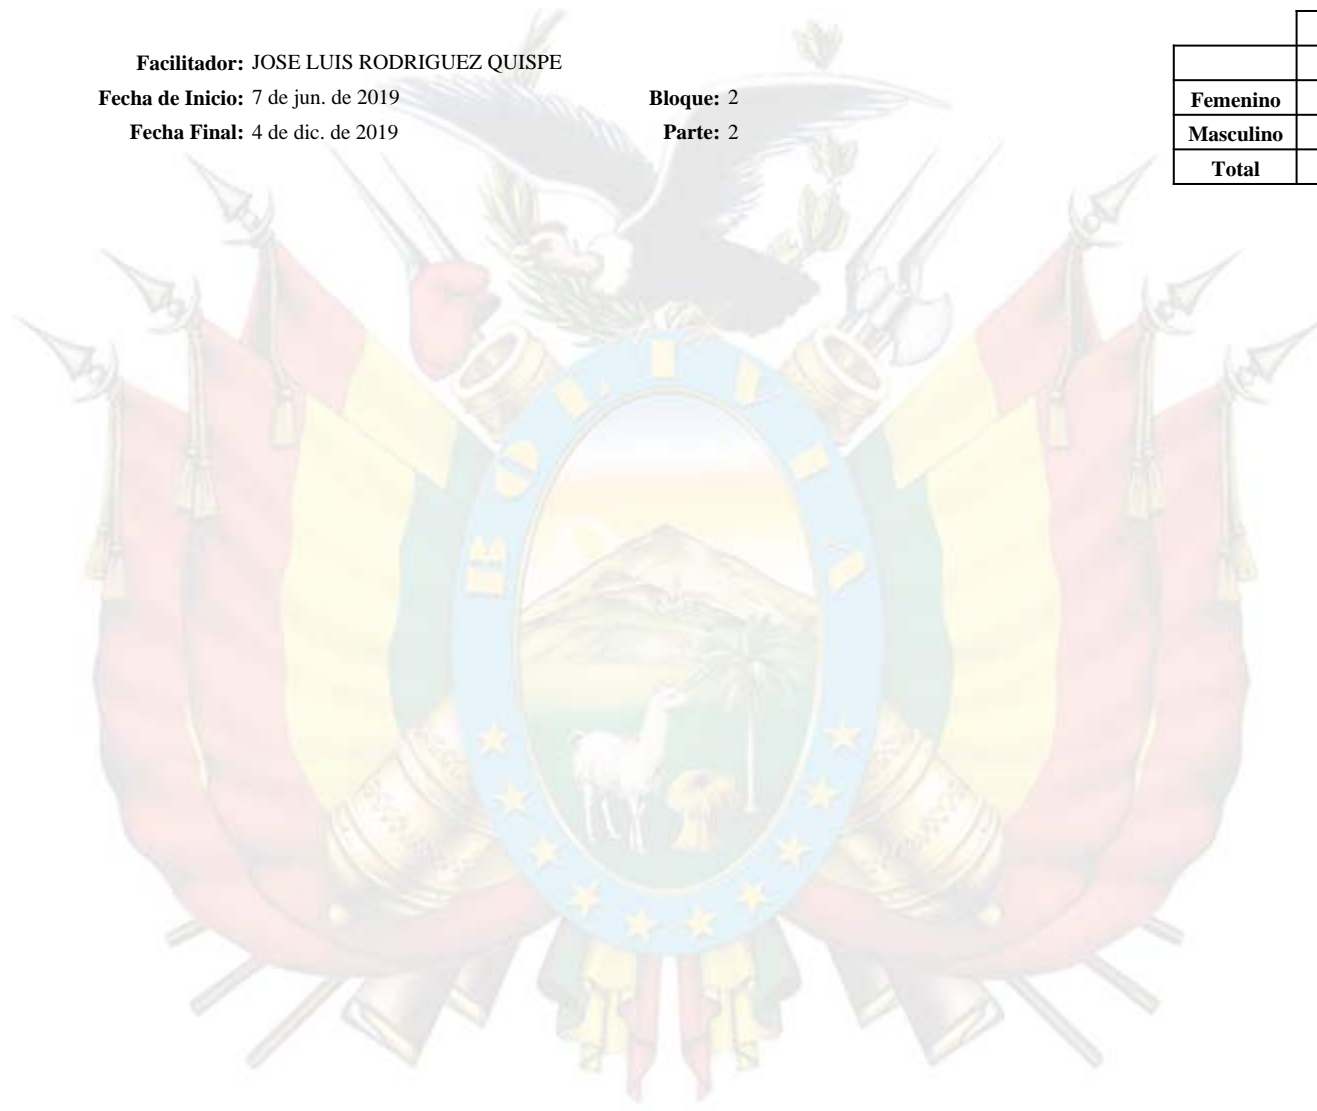 Facilitador: JOSE LUIS RODRIGUEZ QUISPE
Fecha de Inicio: 7 de jun. de 2019 Bloque: 2
Fecha Final: 4 de dic. de 2019 Parte: 2
Femenino
Masculino
Total
BOLIVIA